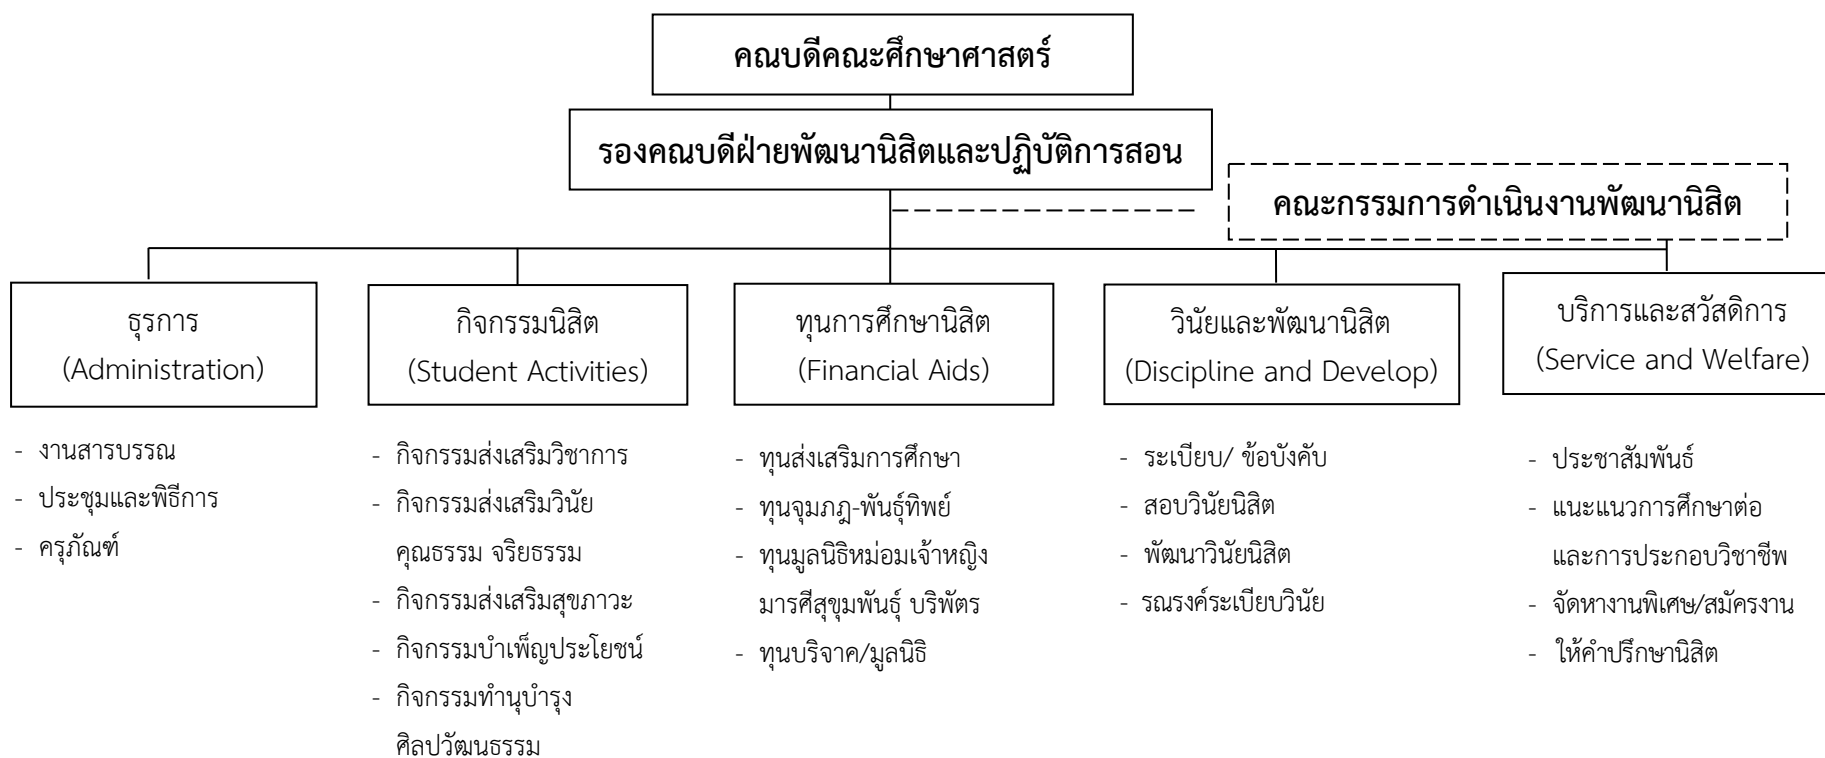 คณบดีคณะศึกษาศาสตร์
รองคณบดีฝ่ายพัฒนานิสิตและปฏิบัติการสอน
คณะกรรมการดำเนินงานพัฒนานิสิต
ธุรการ
(Administration)
- งานสารบรรณ
- ประชุมและพิธีการ
- ครุภัณฑ์
กิจกรรมนิสิต
(Student Activities)
- กิจกรรมส่งเสริมวิชาการ
- กิจกรรมส่งเสริมวินัย
คุณธรรม จริยธรรม
- กิจกรรมส่งเสริมสุขภาวะ
- กิจกรรมบำเพ็ญประโยชน์
- กิจกรรมทำนุบำรุง
ศิลปวัฒนธรรม
ทุนการศึกษานิสิต
(Financial Aids)
- ทุนส่งเสริมการศึกษา
- ทุนจุมภฎ-พันธุ์ทิพย์
- ทุนมูลนิธิหม่อมเจ้าหญิง
มารศีสุขุมพันธุ์ บริพัตร
- ทุนบริจาค/มูลนิธิ
วินัยและพัฒนานิสิต
(Discipline and Develop)
- ระเบียบ/ ข้อบังคับ
- สอบวินัยนิสิต
- พัฒนาวินัยนิสิต
- รณรงค์ระเบียบวินัย
บริการและสวัสดิการ
(Service and Welfare)
- ประชาสัมพันธ์
- แนะแนวการศึกษาต่อ
และการประกอบวิชาชีพ
- จัดหางานพิเศษ/สมัครงาน
- ให้คำปรึกษานิสิต